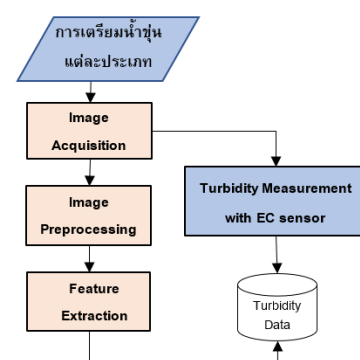 การเตรียมน้ำขุ่น
แต่ละประเภท
Image
Acquisition
Image
Preprocessing
Feature
Extraction
Turbidity Measurement
with EC sensor
Turbidity
Data